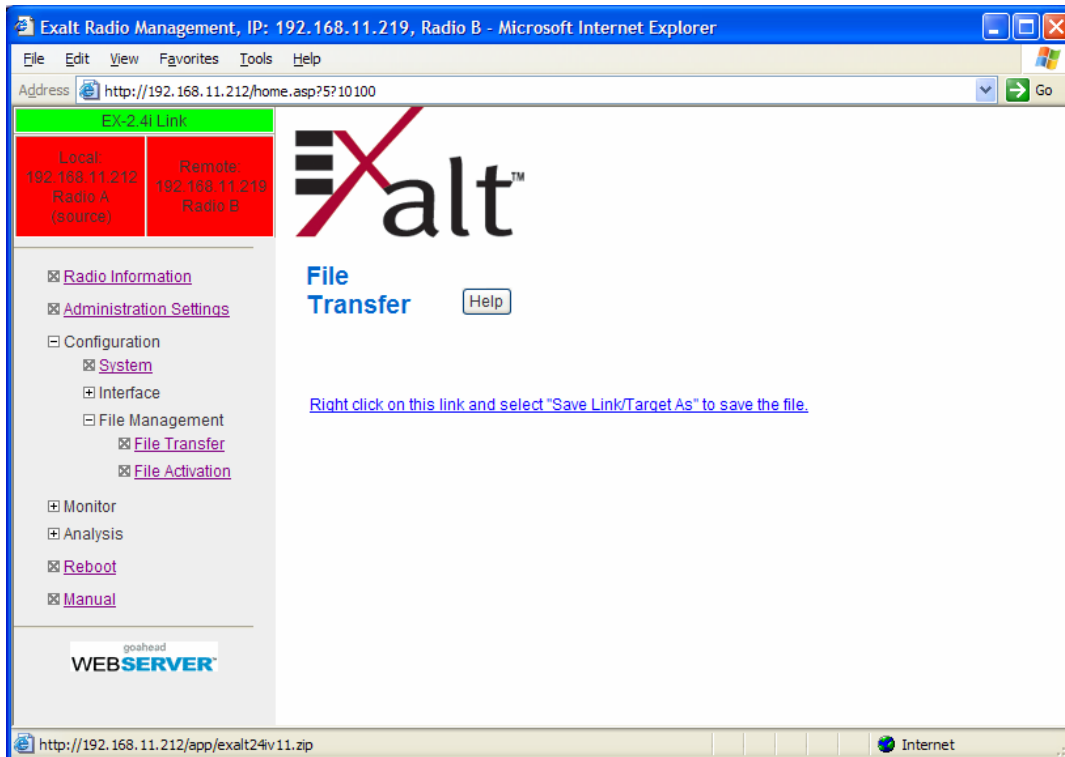 Exalt Radio Management, IP: 192.168.11.219, Radio B - Microsoft Internet Explorer
File Edit View Favorites Tools Help
Address http://192.168.11.212/home.asp?5?10100 Go
EX-2.4i Link
Local:
192.168.11.212
Radio A
(source)
Remote:
192.168.11.219
Radio B
Radio Information
Administration Settings
Configuration
System
Interface
File Management
File Transfer
File Activation
Monitor
Analysis
Reboot
Manual
goahead
WEBSERVER™
Exalt™
File
Transfer
Help
Right click on this link and select "Save Link/Target As" to save the file.
http://192.168.11.212/app/exalt24iv11.zip
Internet